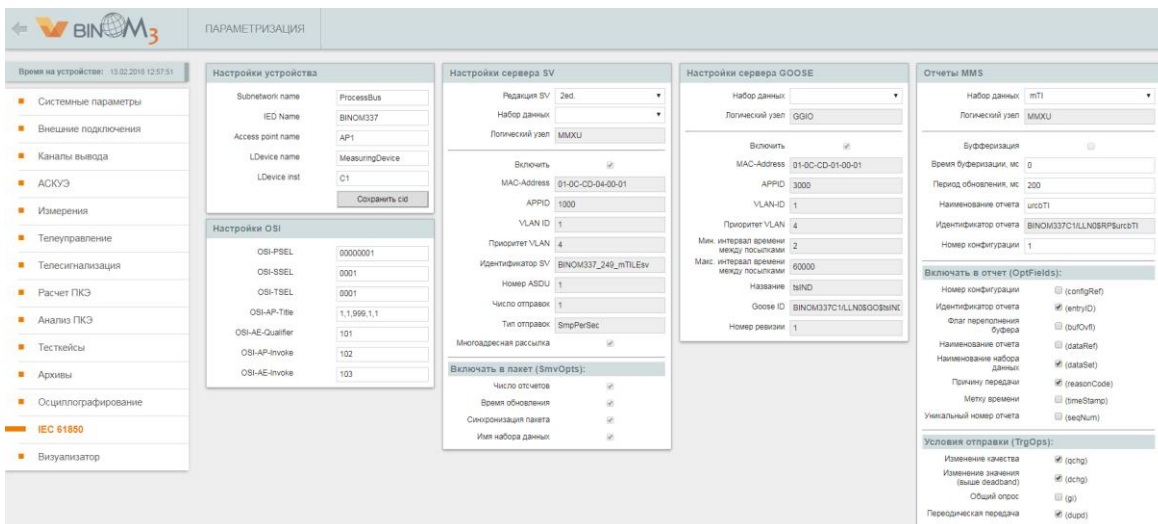 BINOM3
ПАРАМЕТРИЗАЦИЯ
Время на устройстве: 13.02.2016 12:57:51
Системные параметры
Внешние подключения
Каналы вывода
АСКУЭ
Измерения
Телеуправление
Телесигнализация
Расчет ПКЭ
Анализ ПКЭ
Тесткейсы
Архивы
Осциллографирование
IEC 61850
Визуализатор
Настройки устройства
Subnetwork name ProcessBus
IED Name BINOM337
Access point name AP1
LDevice name MeasuringDevice
LDevice inst C1
Сохранить cid
Настройки OSI
OSI-PSEL 00000001
OSI-SSEL 0001
OSI-TSEL 0001
OSI-AP-Title 1,1,999,1,1
OSI-AE-Qualifier 101
OSI-AP-Invoke 102
OSI-AE-Invoke 103
Настройки сервера SV
Редакция SV 2ed.
Набор данных
Логический узел MMXU
Включить
MAC-Address 01-0C-CD-04-00-01
APPID 1000
VLAN ID 1
Приоритет VLAN 4
Идентификатор SV BINOM337_249_mTILEsv
Номер ASDU 1
Число отправок 1
Тип отправок SmpPerSec
Многоадресная рассылка
Включать в пакет (SmvOpts):
Число отсчетов
Время обновления
Синхронизация пакета
Имя набора данных
Настройки сервера GOOSE
Набор данных
Логический узел GGIO
Включить
MAC-Address 01-0C-CD-01-00-01
APPID 3000
VLAN-ID 1
Приоритет VLAN 4
Мин. интервал времени
между посылками 2
Макс. интервал времени
между посылками 60000
Название tsIND
Goose ID BINOM337C1/LLN0$GO$tsIND
Номер ревизии 1
Отчеты MMS
Набор данных mTI
Логический узел MMXU
Буфферизация
Время буферизации, мс 0
Период обновления, мс 200
Наименование отчета urcbTI
Идентификатор отчета BINOM337C1/LLN0$RP$urcbTI
Номер конфигурации 1
Включать в отчет (OptFields):
Номер конфигурации (configRef)
Идентификатор отчета (entryID)
Флаг переполнения
буфера (bufOvfl)
Наименование отчета (dataRef)
Наименование набора
данных (dataSet)
Причину передачи (reasonCode)
Метку времени (timeStamp)
Уникальный номер отчета (seqNum)
Условия отправки (TrgOps):
Изменение качества (qchg)
Изменение значения
(выше deadband) (dchg)
Общий опрос (gi)
Переодическая передача (dupd)